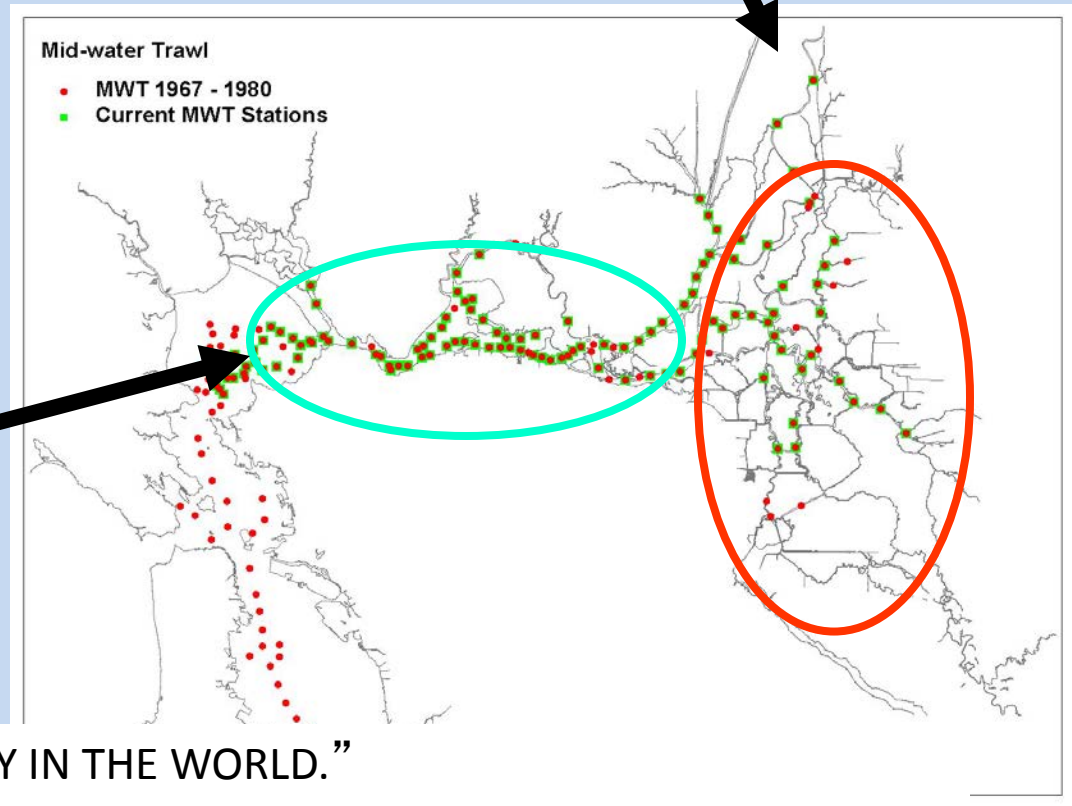 Mid-water Trawl
MWT 1967 - 1980
Current MWT Stations
Y IN THE WORLD.”